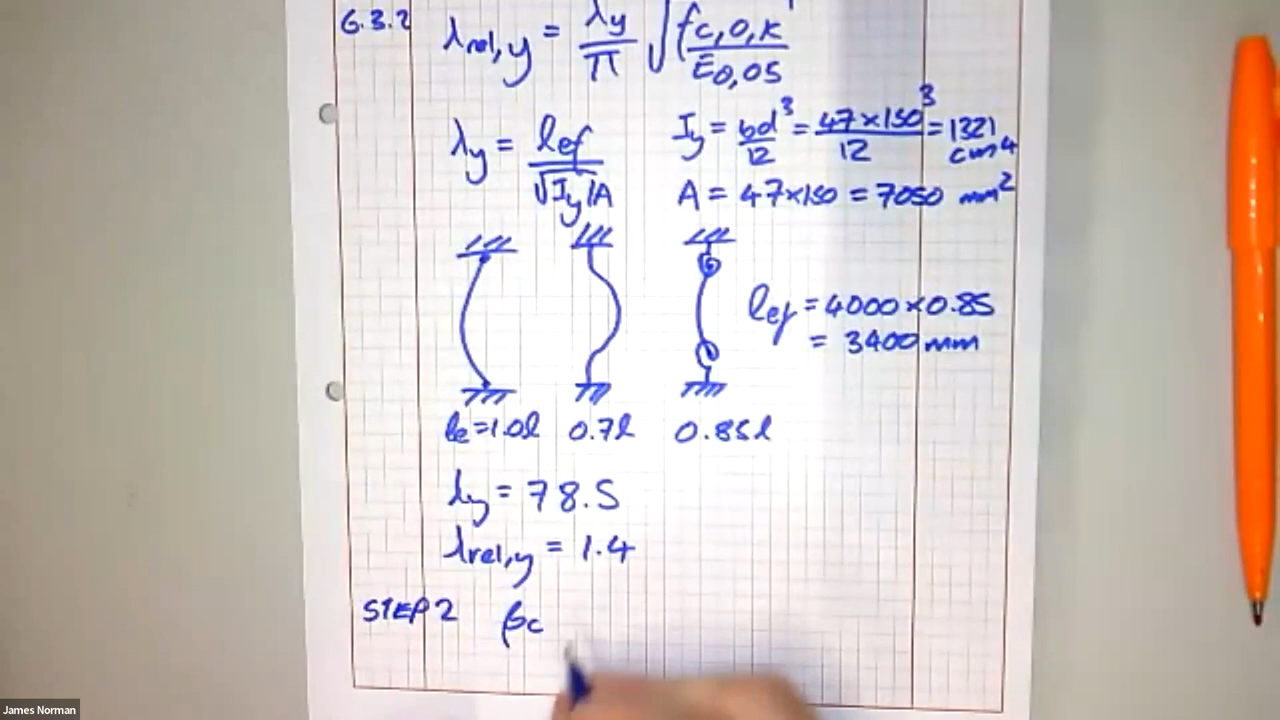 6.3.2
λrel,y = λy / π √ fc,0,k / E0,05
λy = lef / √Iy/A
Iy = bd³/12 = 47×150³/12 = 1321 cm⁴
A = 47×150 = 7050 mm²
lef = 4000×0.85
= 3400 mm
le=1.0l 0.7l 0.85l
λy = 78.5
λrel,y = 1.4
STEP 2 βc
James Norman